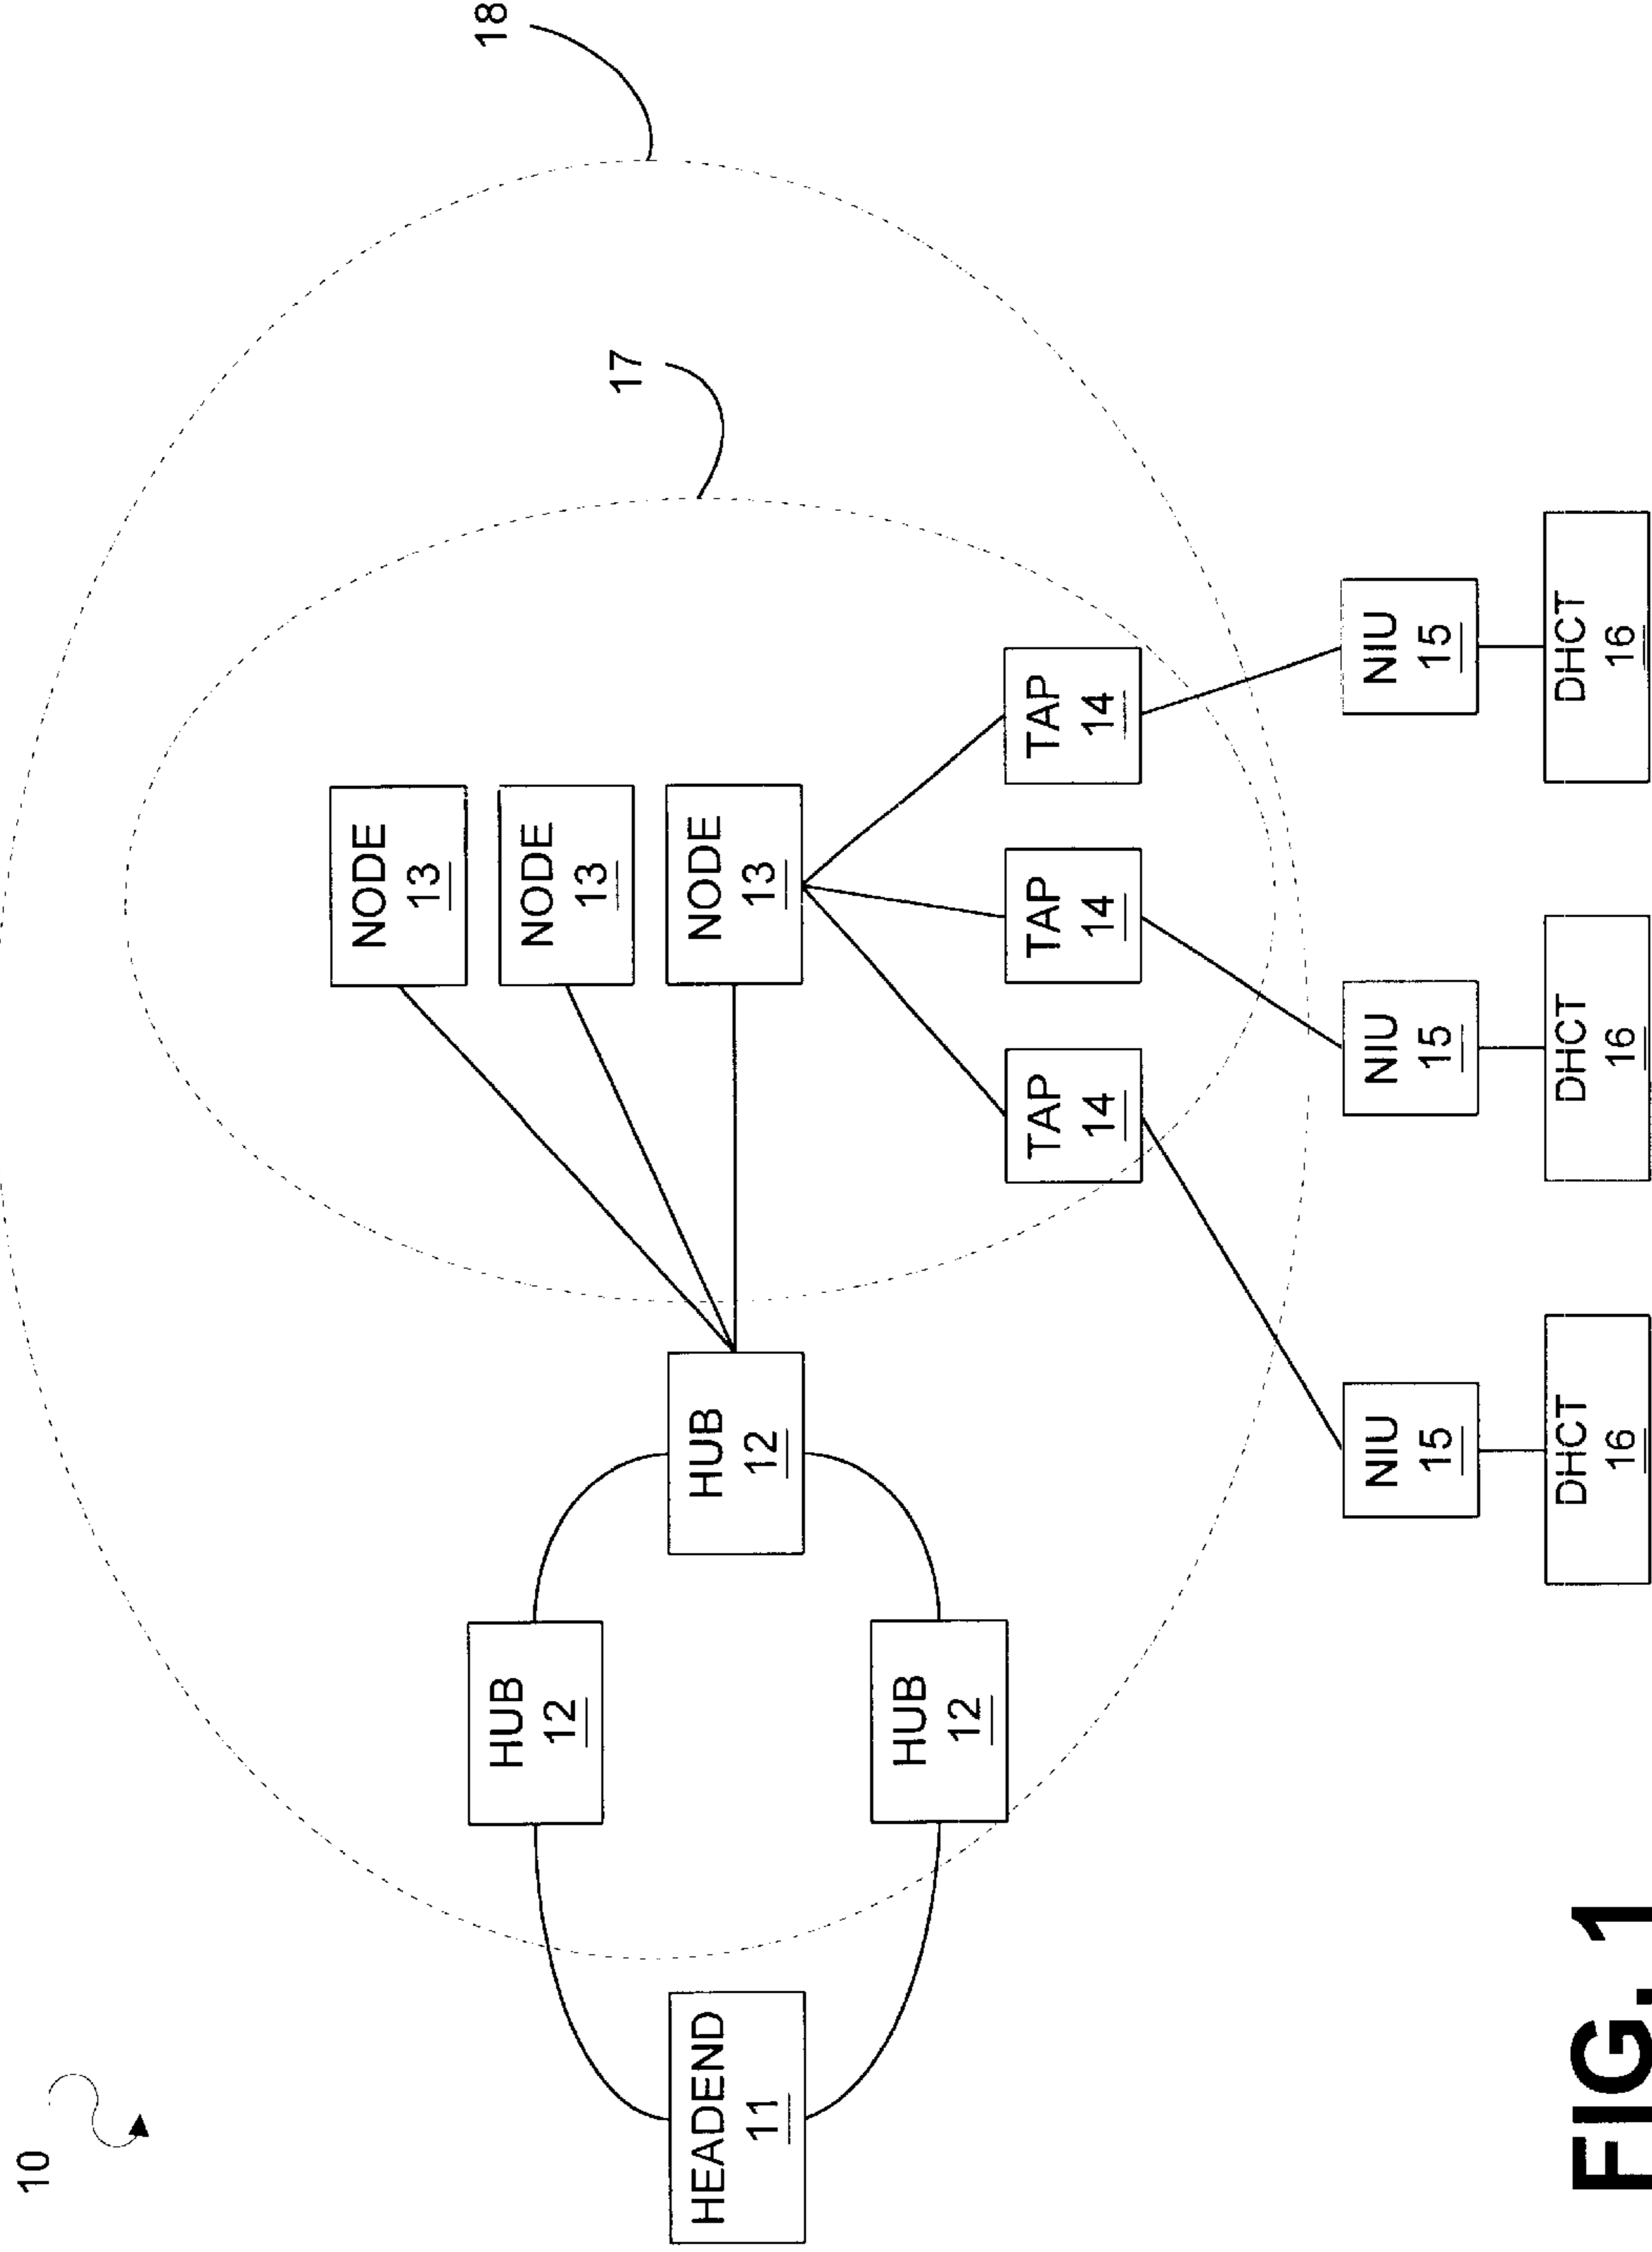 10
18
17
HEADEND
11
HUB
12
HUB
12
HUB
12
NODE
13
NODE
13
NODE
13
TAP
14
TAP
14
TAP
14
NIU
15
NIU
15
NIU
15
DHCT
16
DHCT
16
DHCT
16
FIG. 1